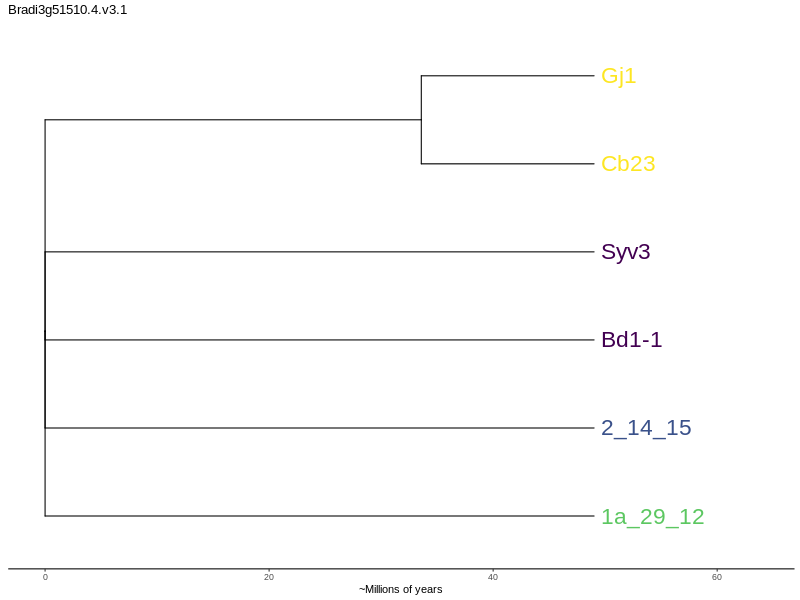 Bradi3g51510.4.v3.1
Gj1
Cb23
Syv3
Bd1-1
2_14_15
1a_29_12
0 20 40 60
~Millions of years